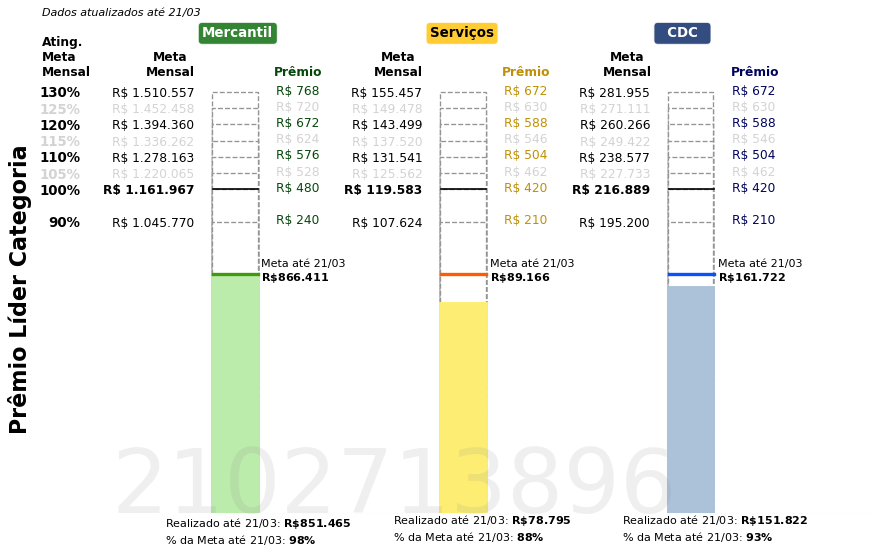 Dados atualizados até 21/03
Mercantil Serviços CDC
Ating. Meta Mensal
Meta Mensal Prêmio Meta Mensal Prêmio Meta Mensal Prêmio
130% R$ 1.510.557 R$ 768 R$ 155.457 R$ 672 R$ 281.955 R$ 672
125% R$ 1.452.458 R$ 720 R$ 149.478 R$ 630 R$ 271.111 R$ 630
120% R$ 1.394.360 R$ 672 R$ 143.499 R$ 588 R$ 260.266 R$ 588
115% R$ 1.336.262 R$ 624 R$ 137.520 R$ 546 R$ 249.422 R$ 546
110% R$ 1.278.163 R$ 576 R$ 131.541 R$ 504 R$ 238.577 R$ 504
105% R$ 1.220.065 R$ 528 R$ 125.562 R$ 462 R$ 227.733 R$ 462
100% R$ 1.161.967 R$ 480 R$ 119.583 R$ 420 R$ 216.889 R$ 420
90% R$ 1.045.770 R$ 240 R$ 107.624 R$ 210 R$ 195.200 R$ 210
Meta até 21/03 Meta até 21/03 Meta até 21/03
R$866.411 R$89.166 R$161.722
Prêmio Líder Categoria
2102713896
Realizado até 21/03: R$851.465 Realizado até 21/03: R$78.795 Realizado até 21/03: R$151.822
% da Meta até 21/03: 98% % da Meta até 21/03: 88% % da Meta até 21/03: 93%